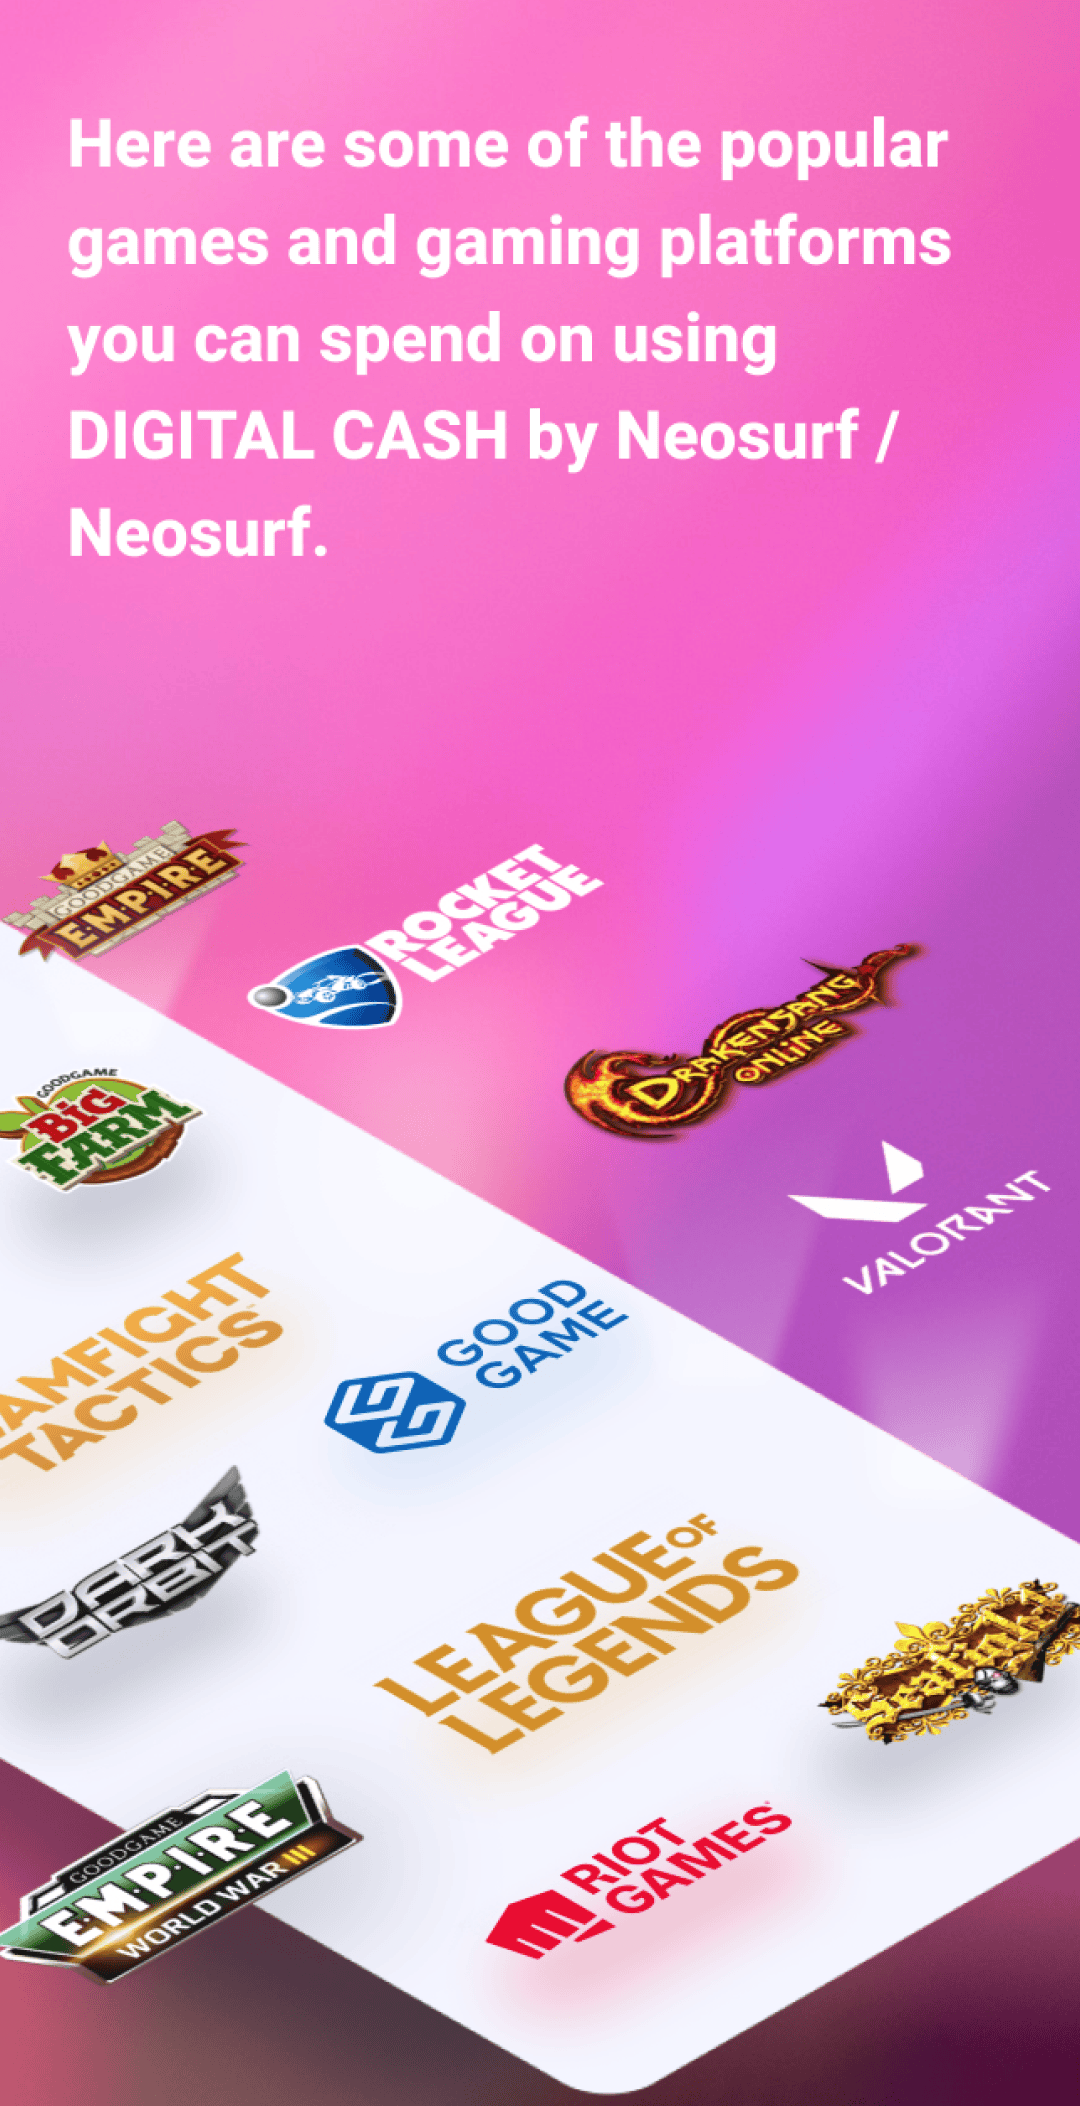 Here are some of the popular
games and gaming platforms
you can spend on using
DIGITAL CASH by Neosurf /
Neosurf.
GOODGAME
EMPIRE
ROCKET
LEAGUE
DRAKENSANG
ONLINE
GOODGAME
BIG
FARM
VALORANT
AMFIGHT
TACTICS
GOOD
GAME
DARK
ORBIT
LEAGUE OF
LEGENDS
GOODGAME
EMPIRE
WORLD WAR III
RIOT
GAMES